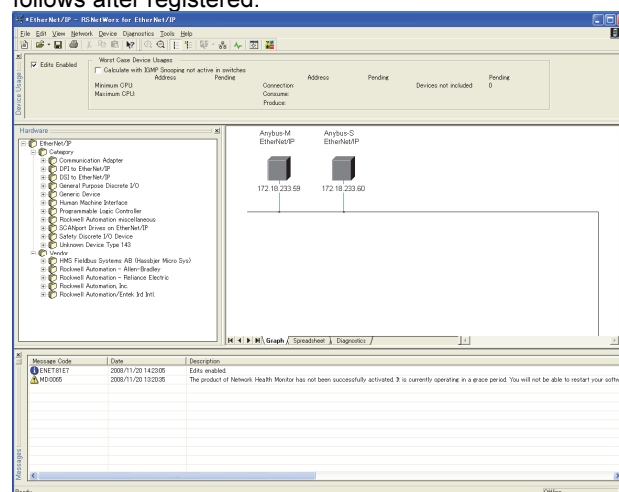 follows after registered.
*EtherNet/IP - RSNetWorx for EtherNet/IP
File Edit View Network Device Diagnostics Tools Help
Device Usage
Edits Enabled
Worst Case Device Usages
Calculate with IGMP Snooping not active in switches
Address Pending Address Pending Pending
Minimum CPU: Connection: Devices not included 0
Maximum CPU: Consume:
Produce:
Hardware
EtherNet/IP
Category
Communication Adapter
DPI to EtherNet/IP
DSI to EtherNet/IP
General Purpose Discrete I/O
Generic Device
Human Machine Interface
Programmable Logic Controller
Rockwell Automation miscellaneous
SCANport Drives on EtherNet/IP
Safety Discrete I/O Device
Unknown Device Type 143
Vendor
HMS Fieldbus Systems AB (Hassbjer Micro Sys)
Rockwell Automation - Allen-Bradley
Rockwell Automation - Reliance Electric
Rockwell Automation, Inc.
Rockwell Automation/Entek Ird Intl.
Anybus-M Anybus-S
EtherNet/IP EtherNet/IP
172.18.233.59 172.18.233.60
Graph Spreadsheet Diagnostics
Messages
Message Code Date Description
ENET:81E7 2008/11/20 14:23:05 Edits enabled.
MD:0065 2008/11/20 13:20:35 The product of Network Health Monitor has not been successfully activated. It is currently operating in a grace period. You will not be able to restart your softw
Ready Offline